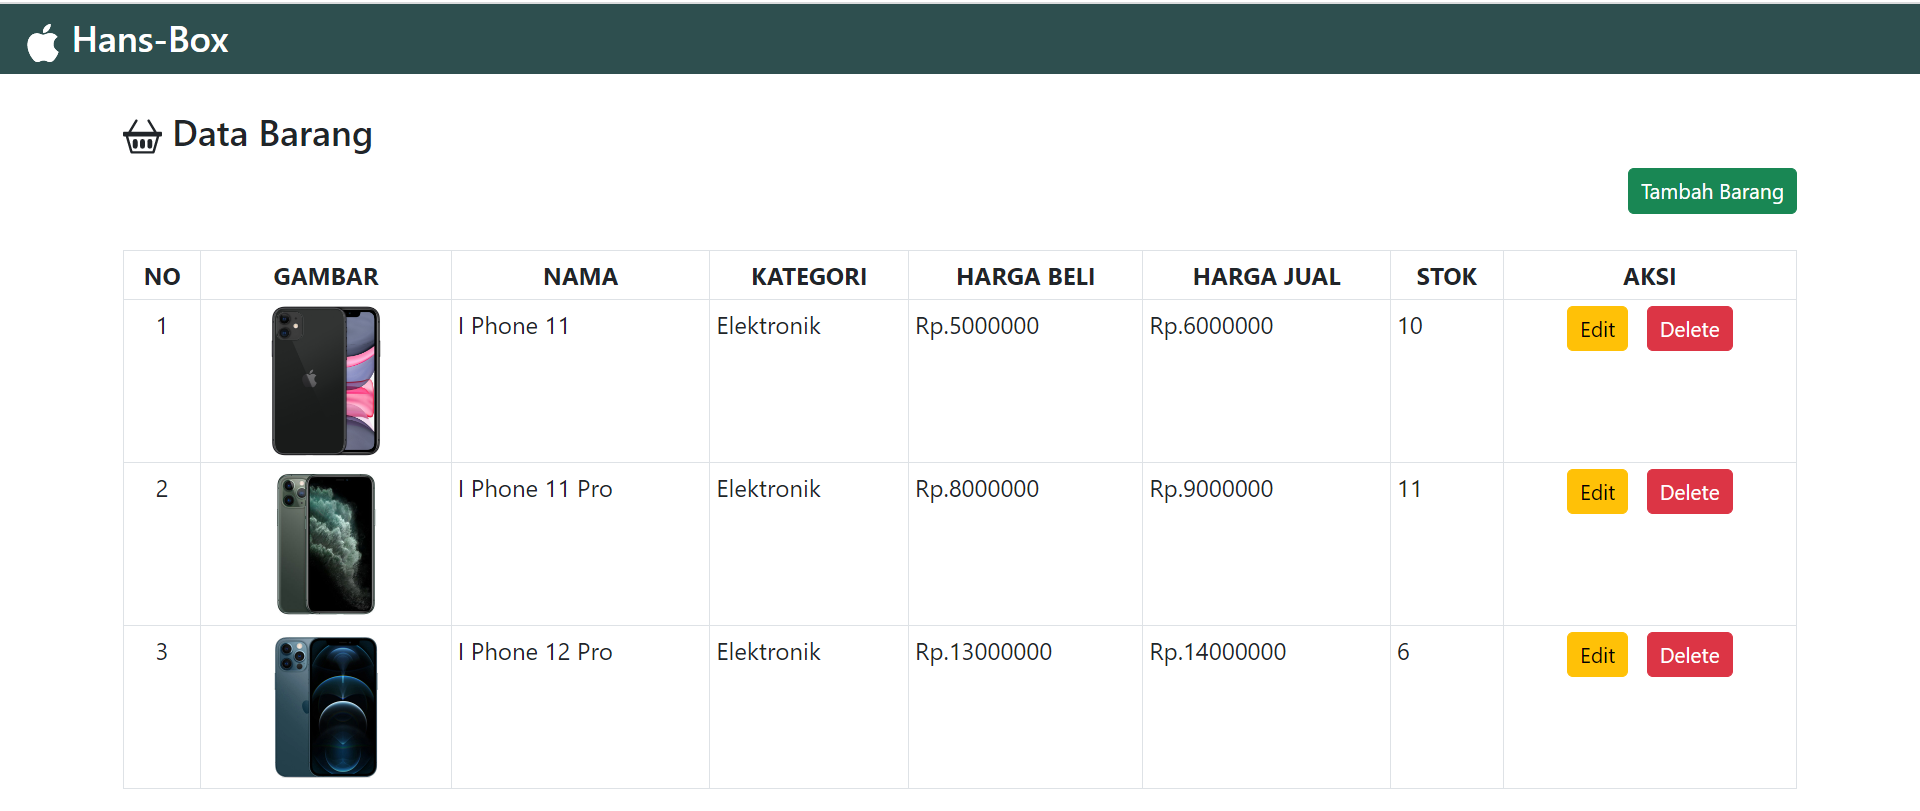 Hans-Box
Data Barang
Tambah Barang
NO GAMBAR NAMA KATEGORI HARGA BELI HARGA JUAL STOK AKSI
1 I Phone 11 Elektronik Rp.5000000 Rp.6000000 10 Edit Delete
2 I Phone 11 Pro Elektronik Rp.8000000 Rp.9000000 11 Edit Delete
3 I Phone 12 Pro Elektronik Rp.13000000 Rp.14000000 6 Edit Delete